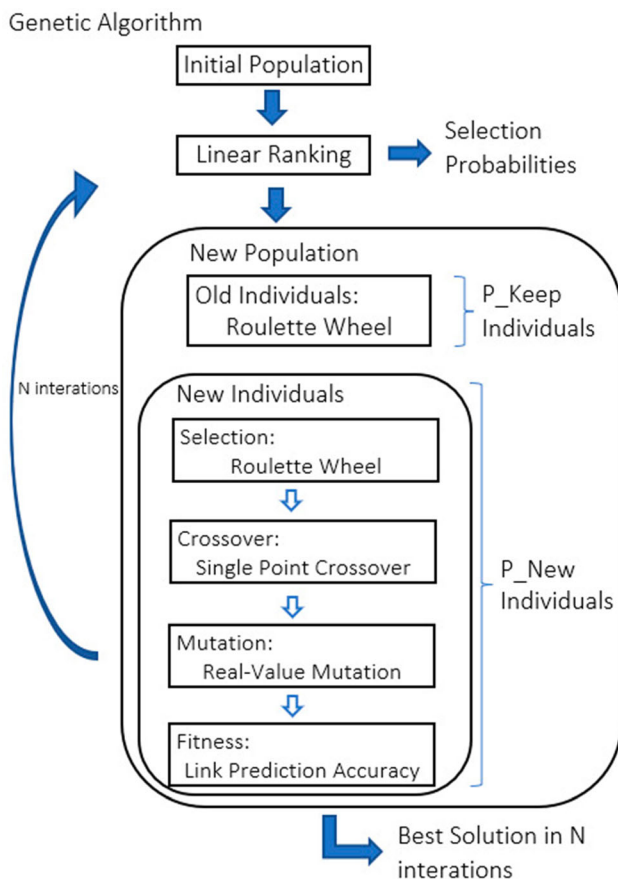 Genetic Algorithm
Initial Population
Linear Ranking
Selection
Probabilities
New Population
Old Individuals:
Roulette Wheel
P_Keep
Individuals
N interations
New Individuals
Selection:
Roulette Wheel
Crossover:
Single Point Crossover
P_New
Individuals
Mutation:
Real-Value Mutation
Fitness:
Link Prediction Accuracy
Best Solution in N
interations